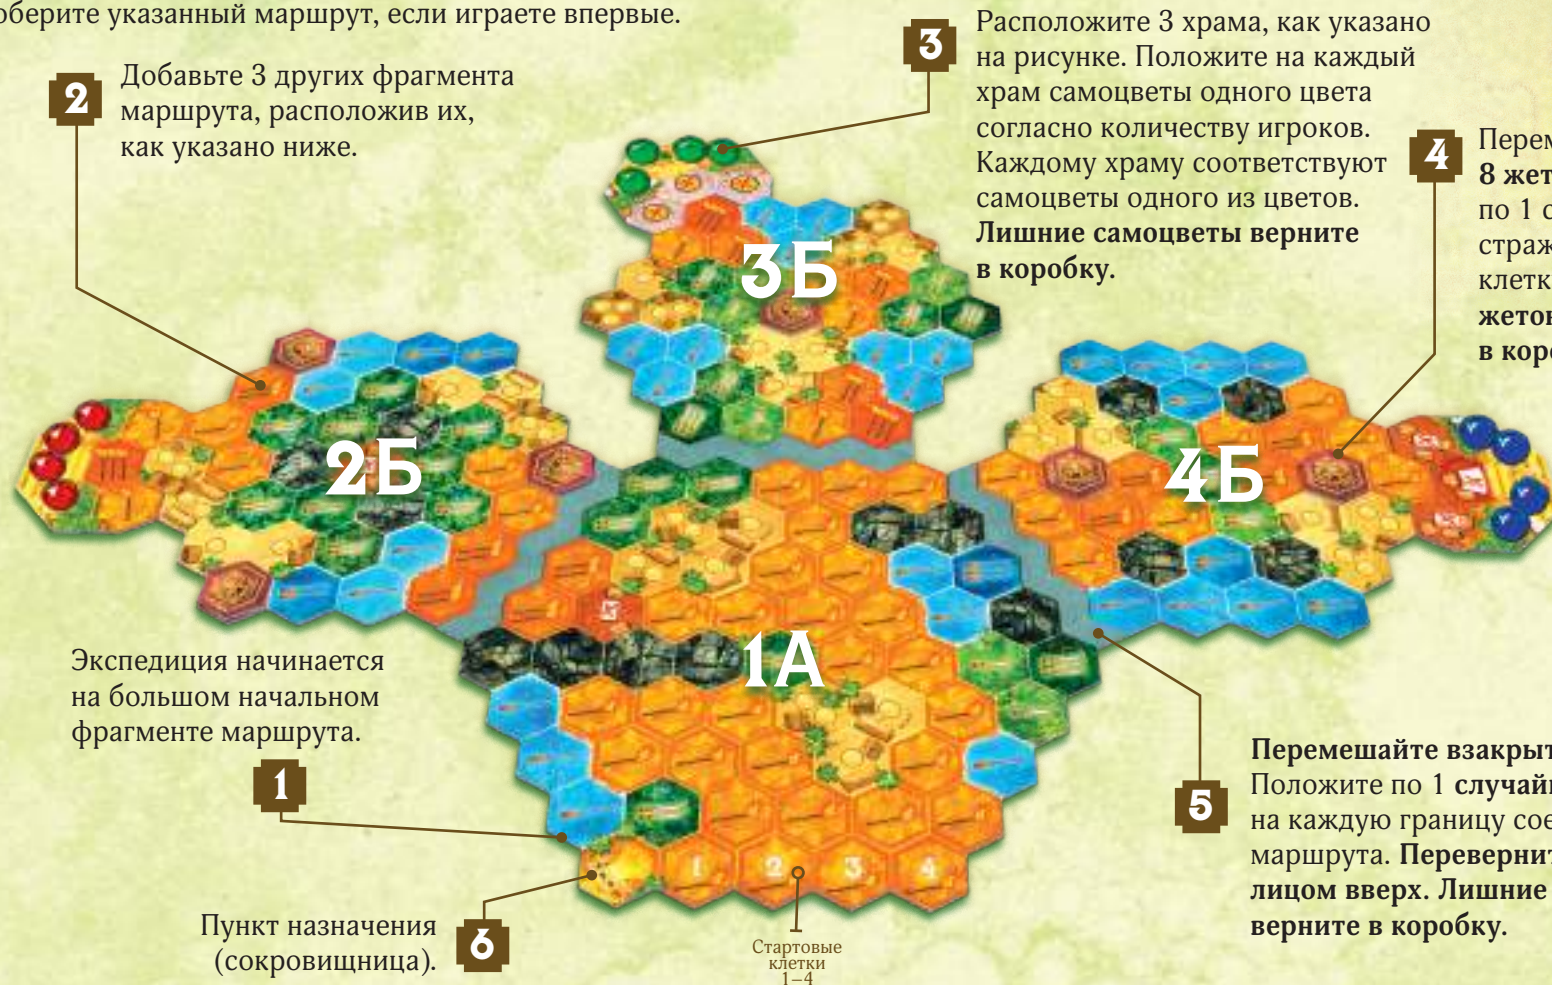 оберите указанный маршрут, если играете впервые.
2
Добавьте 3 других фрагмента
маршрута, расположив их,
как указано ниже.
3
Расположите 3 храма, как указано
на рисунке. Положите на каждый
храм самоцветы одного цвета
согласно количеству игроков.
Каждому храму соответствуют
самоцветы одного из цветов.
Лишние самоцветы верните
в коробку.
4
Перем
8 жет
по 1 с
страж
клетк
жетон
в коро
3Б
2Б
4Б
1А
Экспедиция начинается
на большом начальном
фрагменте маршрута.
1
5
Перемешайте взакрыт
Положите по 1 случайн
на каждую границу сое
маршрута. Переверnит
лицом вверх. Лишние
верните в коробку.
1 2 3 4
Пункт назначения
(сокровищница).
6
Стартовые
клетки
1–4